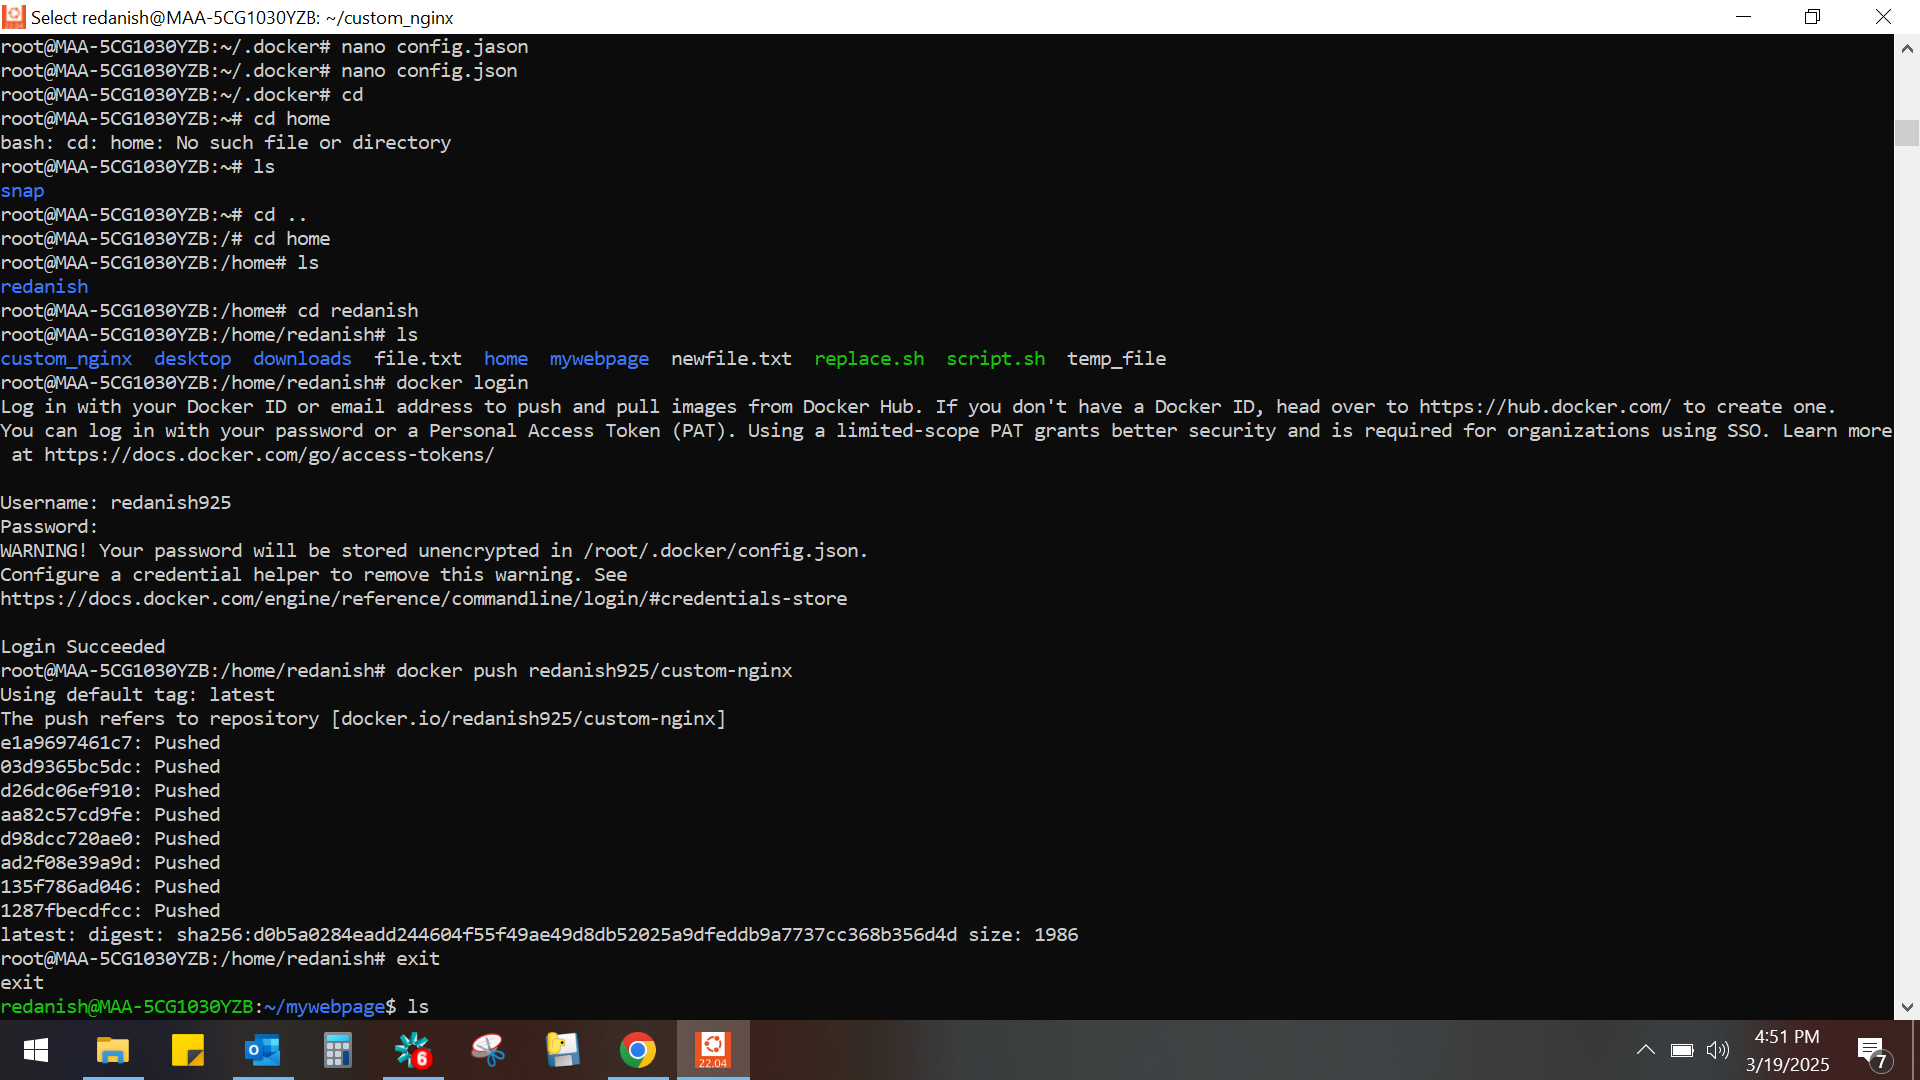 Select redanish@MAA-5CG1030YZB: ~/custom_nginx
root@MAA-5CG1030YZB:~/.docker# nano config.jason
root@MAA-5CG1030YZB:~/.docker# nano config.json
root@MAA-5CG1030YZB:~/.docker# cd
root@MAA-5CG1030YZB:~# cd home
bash: cd: home: No such file or directory
root@MAA-5CG1030YZB:~# ls
snap
root@MAA-5CG1030YZB:~# cd ..
root@MAA-5CG1030YZB:/# cd home
root@MAA-5CG1030YZB:/home# ls
redanish
root@MAA-5CG1030YZB:/home# cd redanish
root@MAA-5CG1030YZB:/home/redanish# ls
custom_nginx  desktop  downloads  file.txt  home  mywebpage  newfile.txt  replace.sh  script.sh  temp_file
root@MAA-5CG1030YZB:/home/redanish# docker login
Log in with your Docker ID or email address to push and pull images from Docker Hub. If you don't have a Docker ID, head over to https://hub.docker.com/ to create one.
You can log in with your password or a Personal Access Token (PAT). Using a limited-scope PAT grants better security and is required for organizations using SSO. Learn more
 at https://docs.docker.com/go/access-tokens/
Username: redanish925
Password:
WARNING! Your password will be stored unencrypted in /root/.docker/config.json.
Configure a credential helper to remove this warning. See
https://docs.docker.com/engine/reference/commandline/login/#credentials-store
Login Succeeded
root@MAA-5CG1030YZB:/home/redanish# docker push redanish925/custom-nginx
Using default tag: latest
The push refers to repository [docker.io/redanish925/custom-nginx]
e1a9697461c7: Pushed
03d9365bc5dc: Pushed
d26dc06ef910: Pushed
aa82c57cd9fe: Pushed
d98dcc720ae0: Pushed
ad2f08e39a9d: Pushed
135f786ad046: Pushed
1287fbecdfcc: Pushed
latest: digest: sha256:d0b5a0284eadd244604f55f49ae49d8db52025a9dfeddb9a7737cc368b356d4d size: 1986
root@MAA-5CG1030YZB:/home/redanish# exit
exit
redanish@MAA-5CG1030YZB:~/mywebpage$ ls
6
22.04
4:51 PM
3/19/2025
7